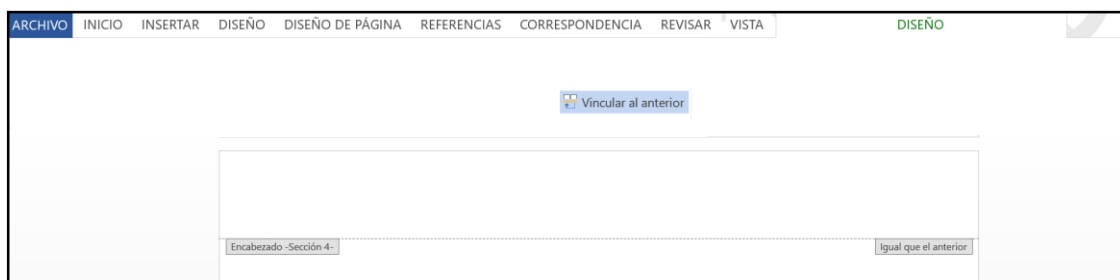 ARCHIVO INICIO INSERTAR DISEÑO DISEÑO DE PÁGINA REFERENCIAS CORRESPONDENCIA REVISAR VISTA DISEÑO
Vincular al anterior
Encabezado -Sección 4- Igual que el anterior